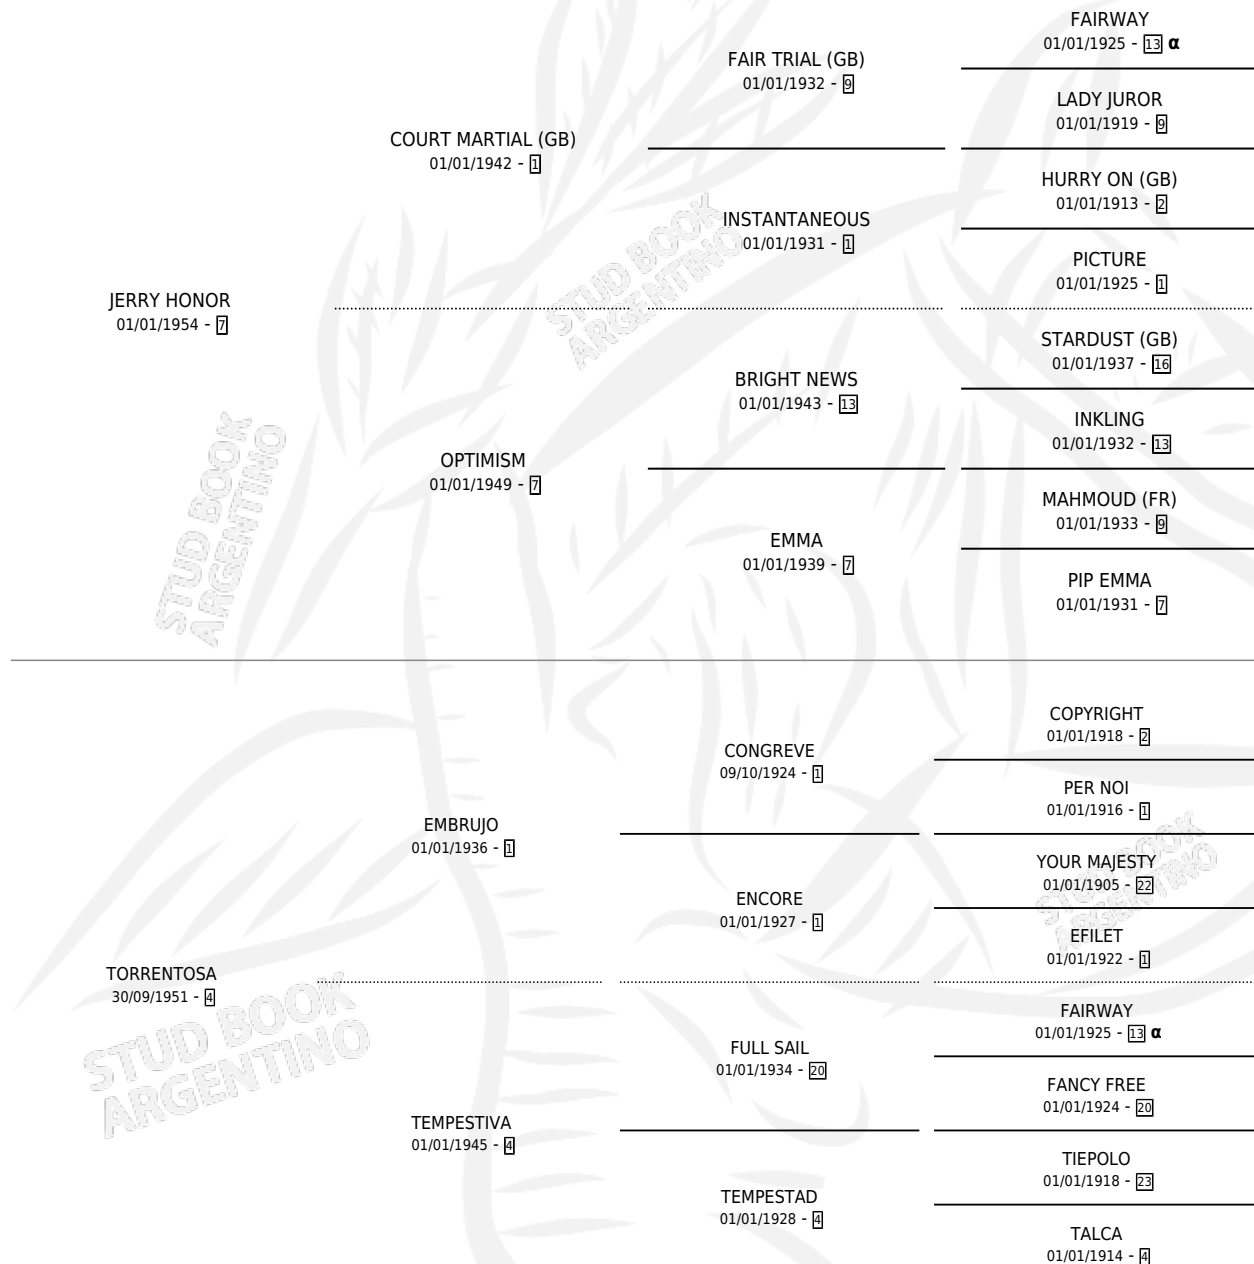 FAIRWAY
01/01/1925 - 13 α
FAIR TRIAL (GB)
01/01/1932 - 9
LADY JUROR
01/01/1919 - 9
COURT MARTIAL (GB)
01/01/1942 - 1
HURRY ON (GB)
01/01/1913 - 2
INSTANTANEOUS
01/01/1931 - 1
PICTURE
01/01/1925 - 1
JERRY HONOR
01/01/1954 - 7
STARDUST (GB)
01/01/1937 - 16
BRIGHT NEWS
01/01/1943 - 13
INKLING
01/01/1932 - 13
OPTIMISM
01/01/1949 - 7
MAHMOUD (FR)
01/01/1933 - 9
EMMA
01/01/1939 - 7
PIP EMMA
01/01/1931 - 7
COPYRIGHT
01/01/1918 - 2
CONGREVE
09/10/1924 - 1
PER NOI
01/01/1916 - 1
EMBRUJO
01/01/1936 - 1
YOUR MAJESTY
01/01/1905 - 22
ENCORE
01/01/1927 - 1
EFILET
01/01/1922 - 1
TORRENTOSA
30/09/1951 - 4
FAIRWAY
01/01/1925 - 13 α
FULL SAIL
01/01/1934 - 20
FANCY FREE
01/01/1924 - 20
TEMPESTIVA
01/01/1945 - 4
TIEPOLO
01/01/1918 - 23
TEMPESTAD
01/01/1928 - 4
TALCA
01/01/1914 - 4
STUD BOOK
ARGENTINO
STUD BOOK
ARGENTINO
STUD BOOK
ARGENTINO
STUD BOOK
ARGENTINO